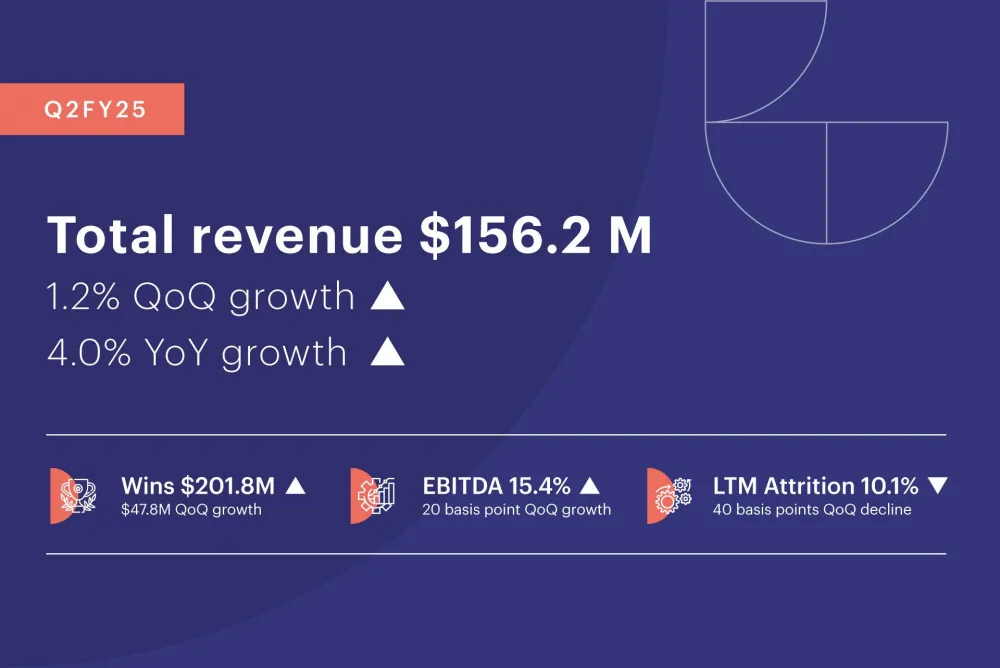 Q2FY25
Total revenue $156.2 M
1.2% QoQ growth ▲
4.0% YoY growth ▲
Wins $201.8M ▲
$47.8M QoQ growth
EBITDA 15.4% ▲
20 basis point QoQ growth
LTM Attrition 10.1% ▼
40 basis points QoQ decline